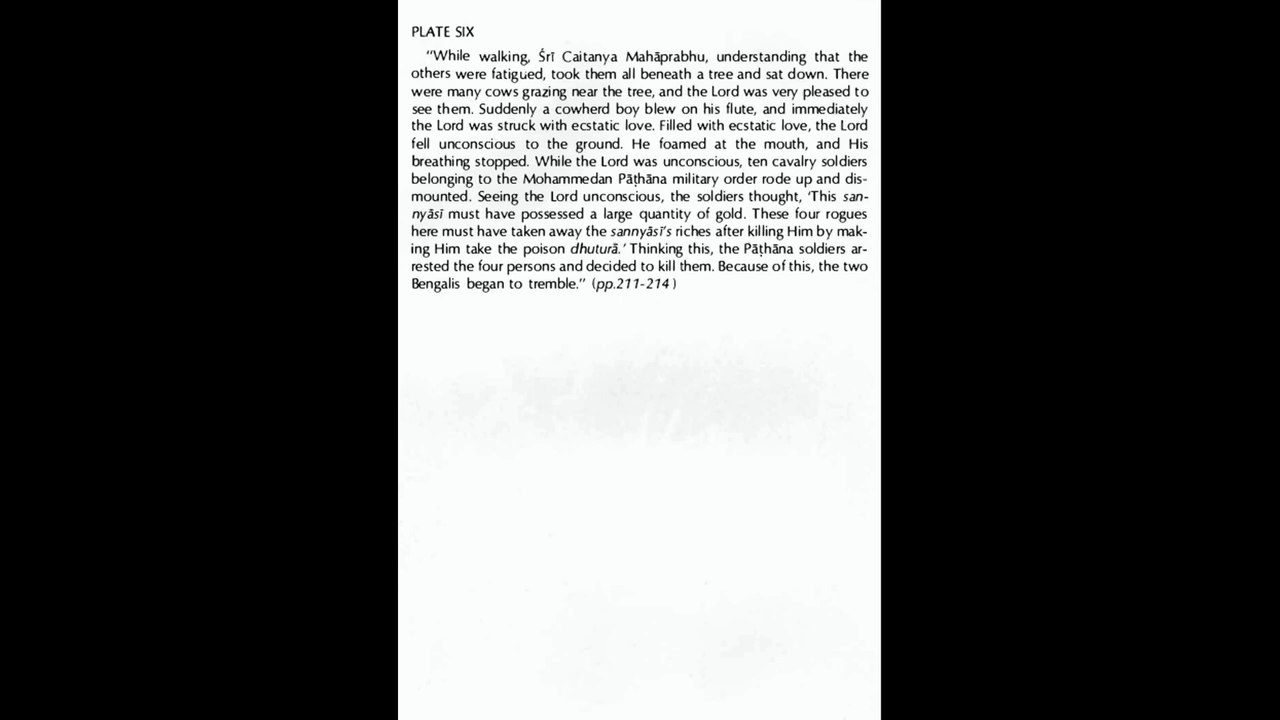 PLATE SIX
"While walking, Śrī Caitanya Mahāprabhu, understanding that the
others were fatigued, took them all beneath a tree and sat down. There
were many cows grazing near the tree, and the Lord was very pleased to
see them. Suddenly a cowherd boy blew on his flute, and immediately
the Lord was struck with ecstatic love. Filled with ecstatic love, the Lord
fell unconscious to the ground. He foamed at the mouth, and His
breathing stopped. While the Lord was unconscious, ten cavalry soldiers
belonging to the Mohammedan Pāṭhāna military order rode up and dis-
mounted. Seeing the Lord unconscious, the soldiers thought, 'This san-
nyāsī must have possessed a large quantity of gold. These four rogues
here must have taken away the sannyāsī's riches after killing Him by mak-
ing Him take the poison dhuturā.' Thinking this, the Pāṭhāna soldiers ar-
rested the four persons and decided to kill them. Because of this, the two
Bengalis began to tremble." (pp.211-214)